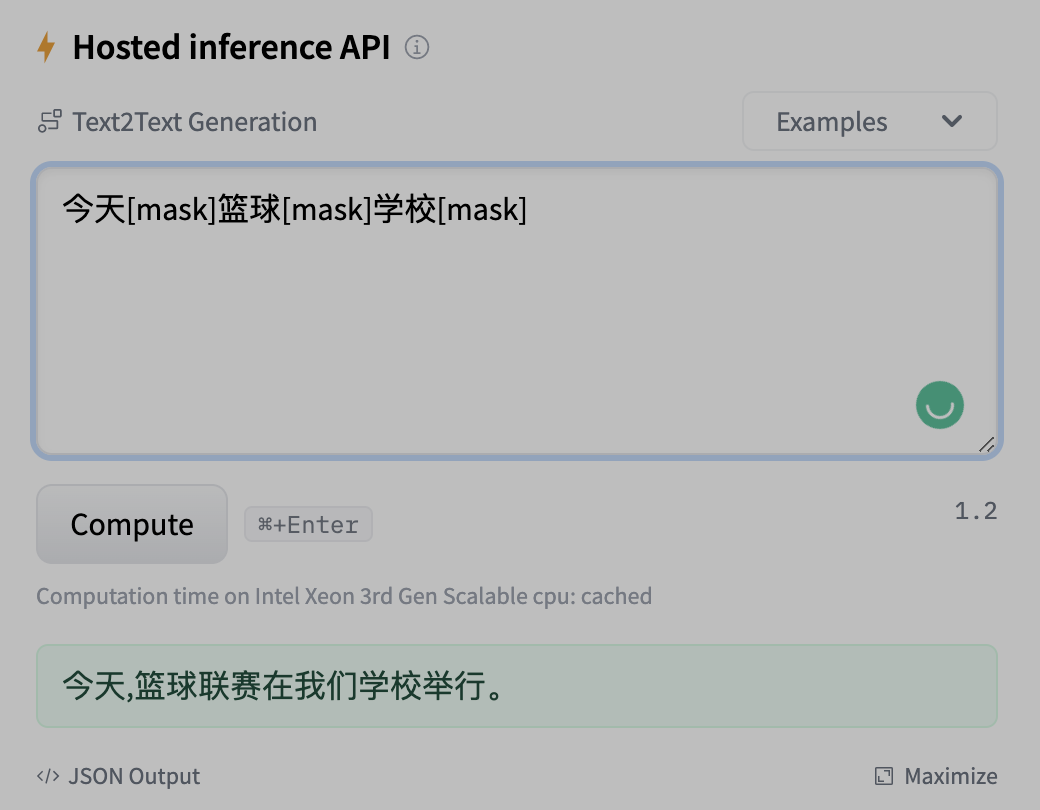 Hosted inference API
Text2Text Generation
Examples
今天[mask]篮球[mask]学校[mask]
Compute
⌘+Enter
1.2
Computation time on Intel Xeon 3rd Gen Scalable cpu: cached
今天,篮球联赛在我们学校举行。
</> JSON Output
Maximize